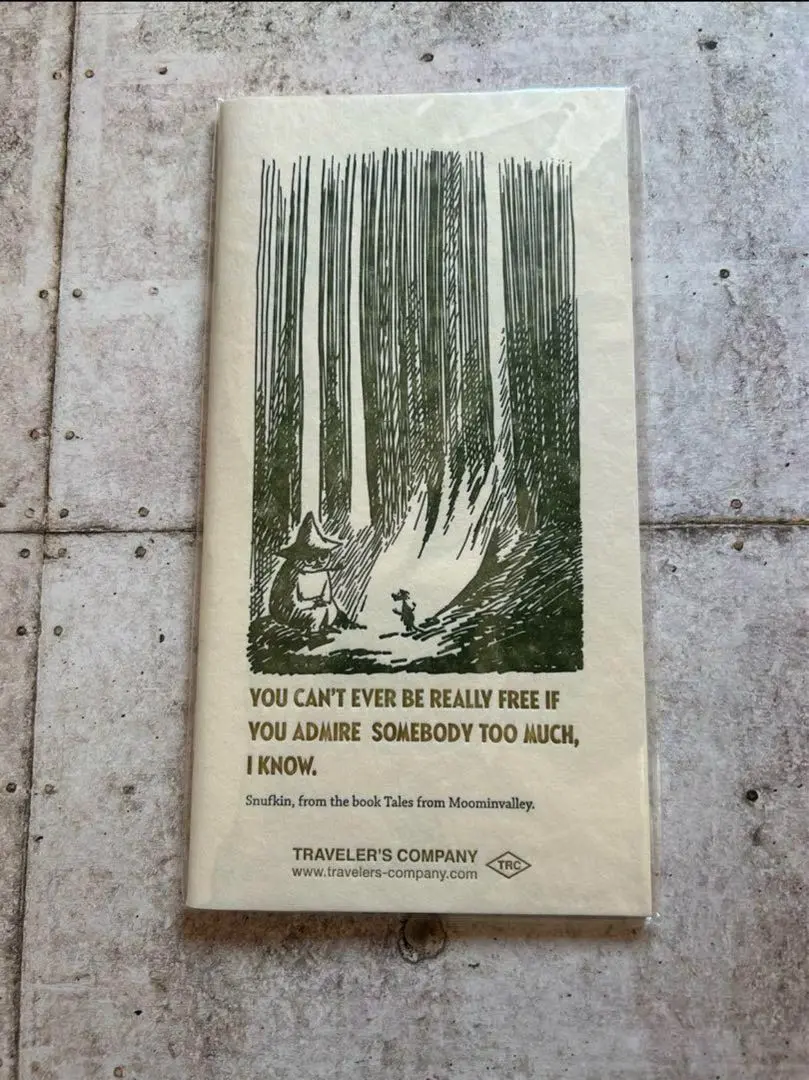 YOU CAN'T EVER BE REALLY FREE IF
YOU ADMIRE SOMEBODY TOO MUCH,
I KNOW.
Snufkin, from the book Tales from Moominvalley.
TRAVELER'S COMPANY TRC
www.travelers-company.com